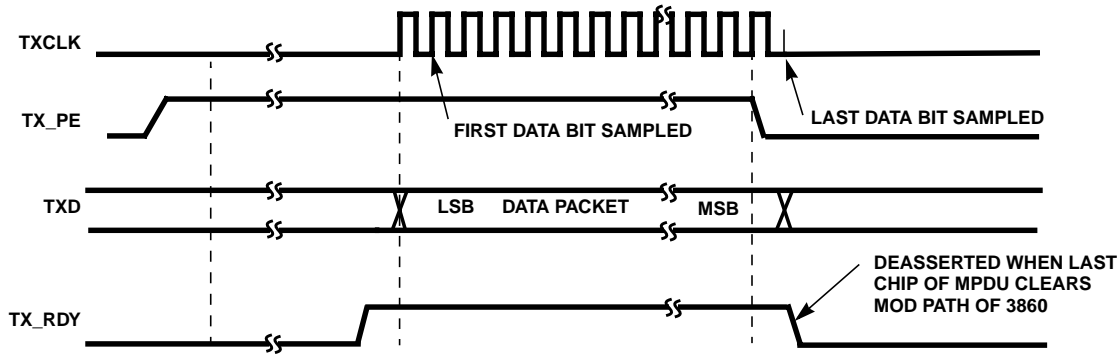 TXCLK
TX_PE
FIRST DATA BIT SAMPLED
LAST DATA BIT SAMPLED
TXD
LSB DATA PACKET MSB
DEASSERTED WHEN LAST
CHIP OF MPDU CLEARS
MOD PATH OF 3860
TX_RDY